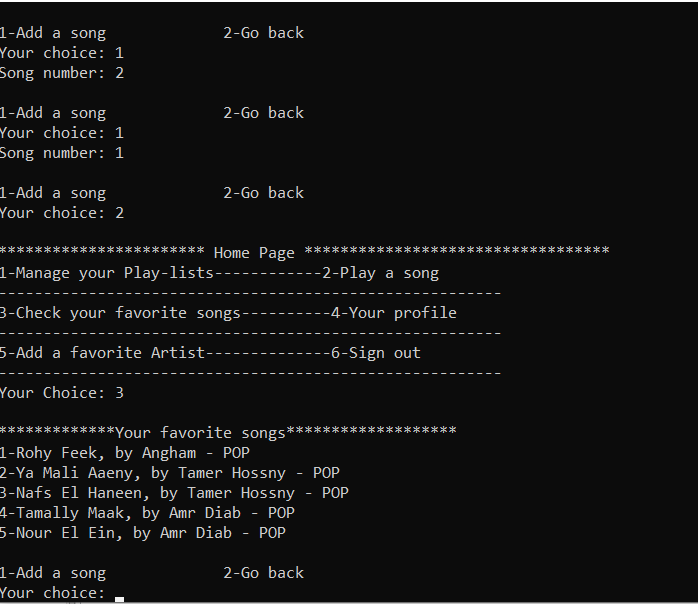 1-Add a song             2-Go back
Your choice: 1
Song number: 2
1-Add a song             2-Go back
Your choice: 1
Song number: 1
1-Add a song             2-Go back
Your choice: 2
*********************** Home Page **********************************
1-Manage your Play-lists------------2-Play a song
--------------------------------------------------------
3-Check your favorite songs----------4-Your profile
--------------------------------------------------------
5-Add a favorite Artist--------------6-Sign out
--------------------------------------------------------
Your Choice: 3
*************Your favorite songs*******************
1-Rohy Feek, by Angham - POP
2-Ya Mali Aaeny, by Tamer Hossny - POP
3-Nafs El Haneen, by Tamer Hossny - POP
4-Tamally Maak, by Amr Diab - POP
5-Nour El Ein, by Amr Diab - POP
1-Add a song             2-Go back
Your choice: